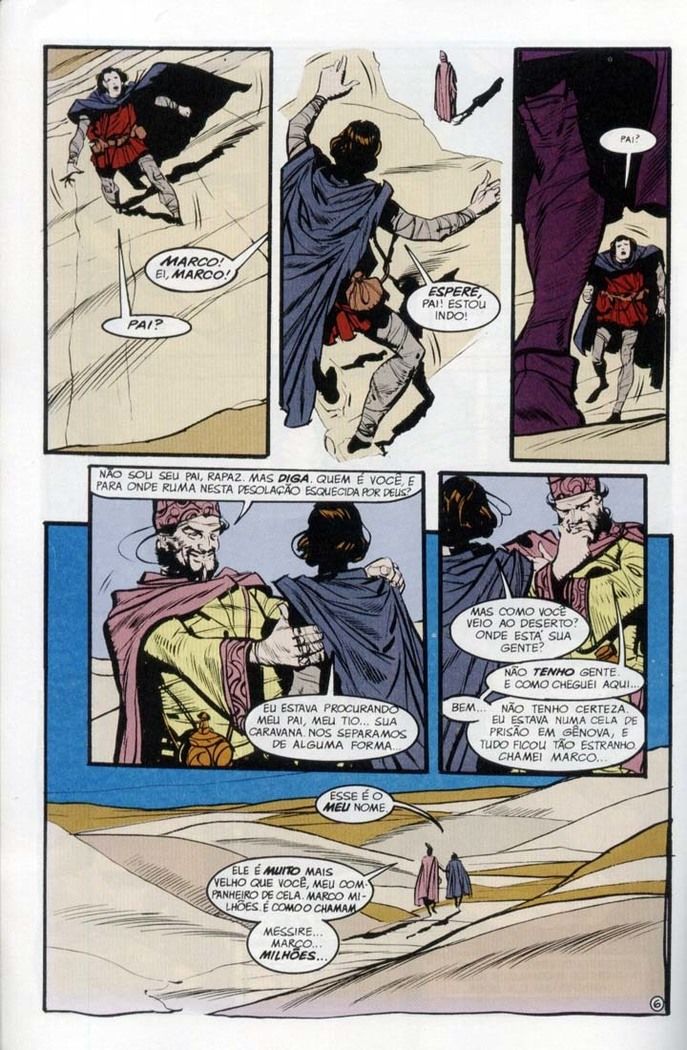 MARCO!
EI, MARCO!
PAI?
ESPERE,
PAI! ESTOU
INDO!
PAI?
NÃO SOU SEU PAI, RAPAZ. MAS DIGA. QUEM É VOCÊ, E
PARA ONDE RUMA NESTA DESOLAÇÃO ESQUECIDA POR DEUS?
EU ESTAVA PROCURANDO
MEU PAI, MEU TIO... SUA
CARAVANA. NOS SEPARAMOS
DE ALGUMA FORMA...
MAS COMO VOCÊ
VEIO AO DESERTO?
ONDE ESTÁ SUA
GENTE?
NÃO TENHO GENTE.
E COMO CHEGUEI AQUI...
BEM...
NÃO TENHO CERTEZA.
EU ESTAVA NUMA CELA DE
PRISÃO EM GÊNOVA, E
TUDO FICOU TÃO ESTRANHO
CHAMEI MARCO...
ESSE É O
MEU NOME.
ELE É MUITO MAIS
VELHO QUE VOCÊ, MEU COM-
PANHEIRO DE CELA. MARCO MI-
LHÕES. É COMO O CHAMAM
MESSIRE...
MARCO...
MILHÕES...
6